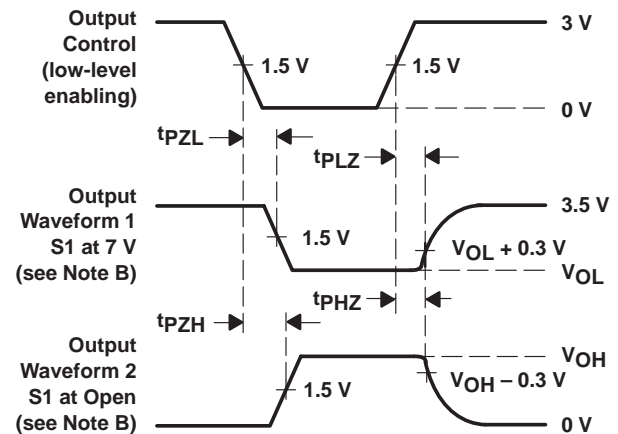 Output
Control
(low-level
enabling)
3 V
1.5 V
1.5 V
0 V
tPZL
tPLZ
Output
Waveform 1
S1 at 7 V
(see Note B)
3.5 V
1.5 V
VOL + 0.3 V
VOL
tPZH
tPHZ
Output
Waveform 2
S1 at Open
(see Note B)
VOH
1.5 V
VOH – 0.3 V
0 V